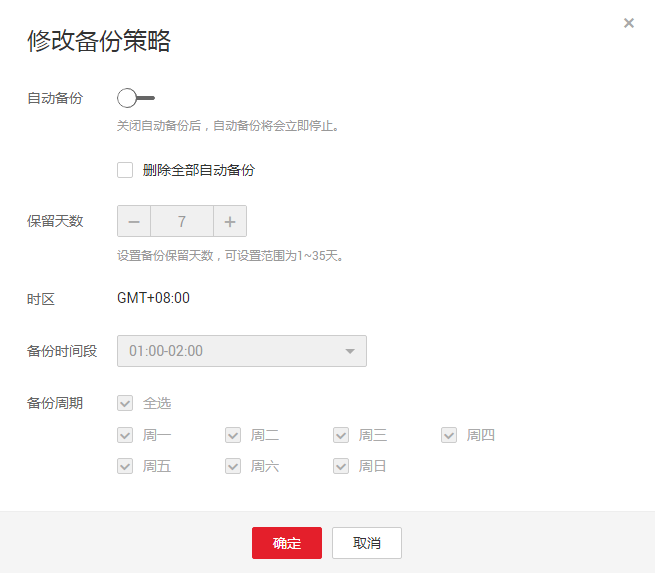 修改备份策略
自动备份
关闭自动备份后，自动备份将会立即停止。
删除全部自动备份
保留天数 7
设置备份保留天数，可设置范围为1~35天。
时区 GMT+08:00
备份时间段 01:00-02:00
备份周期 全选
周一 周二 周三 周四
周五 周六 周日
确定 取消